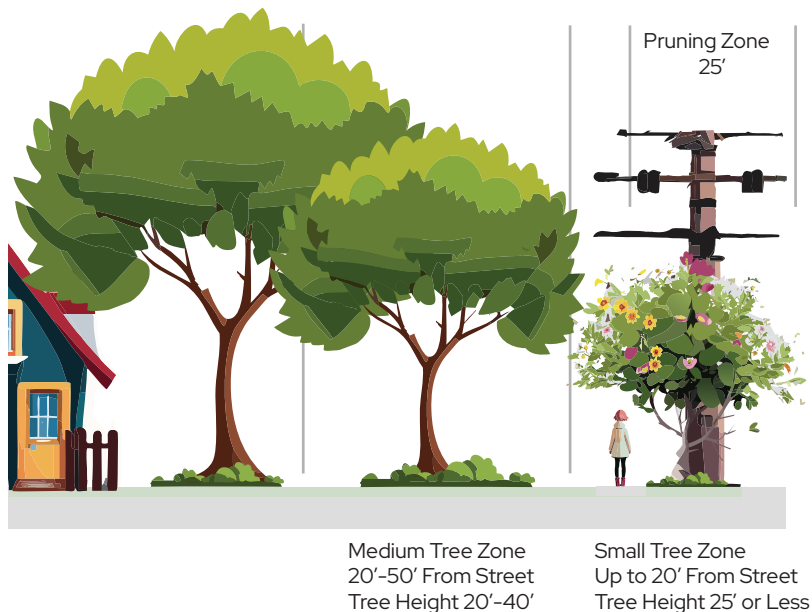 Pruning Zone
25’
Medium Tree Zone
20’-50’ From Street
Tree Height 20’-40’
Small Tree Zone
Up to 20’ From Street
Tree Height 25’ or Less